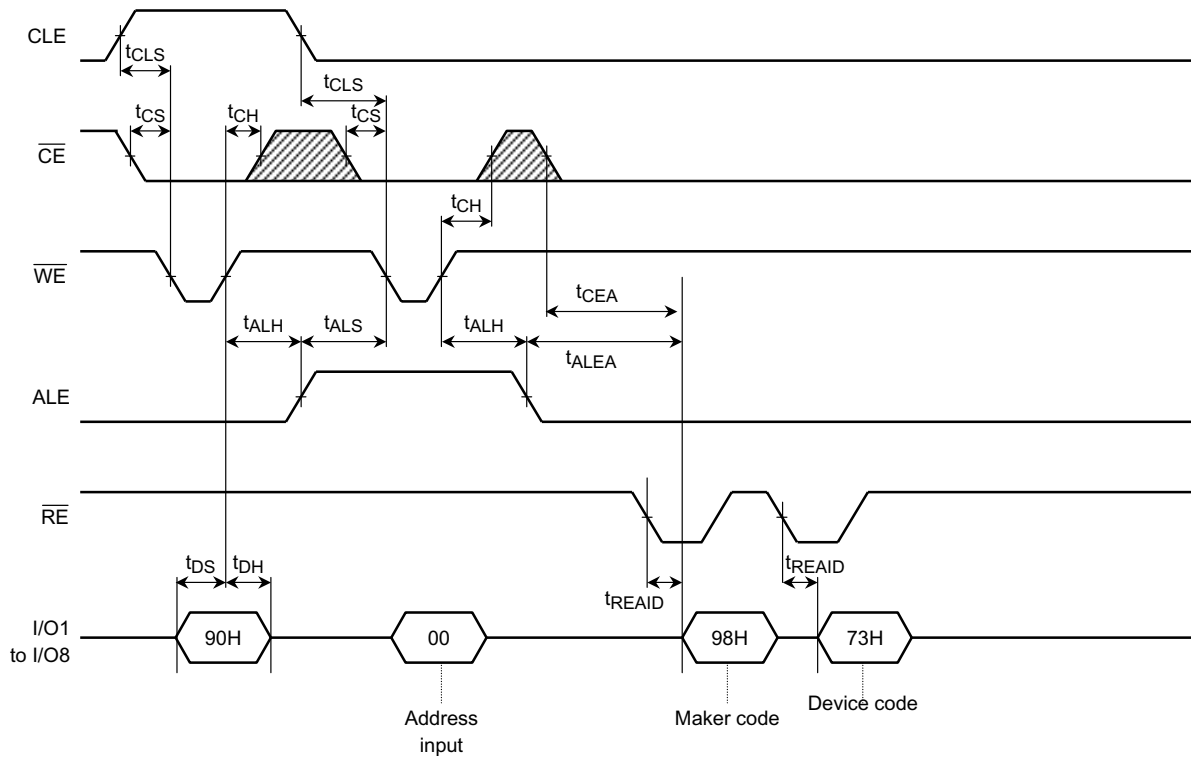 CLE
tCLS
tCLS
tCS
tCH
tCS
CE
tCH
WE
tCEA
tALH
tALS
tALH
tALEA
ALE
RE
tDS
tDH
tREAID
tREAID
I/O1
to I/O8
90H
00
98H
73H
Address
input
Maker code
Device code